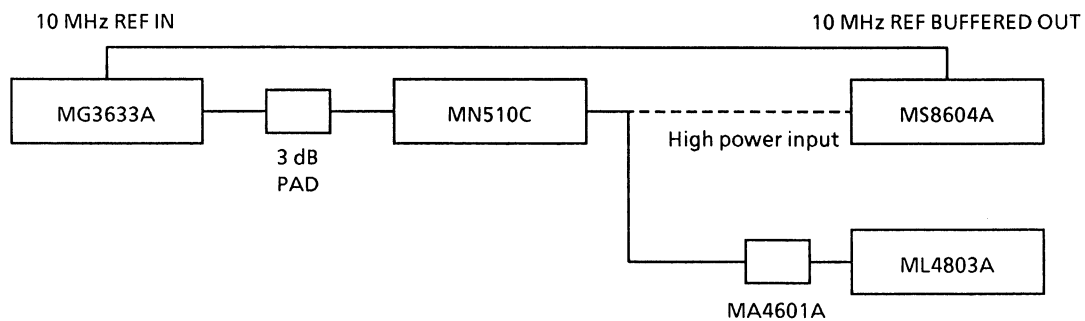 10 MHz REF IN
10 MHz REF BUFFERED OUT
MG3633A
MN510C
MS8604A
3 dB
PAD
High power input
ML4803A
MA4601A